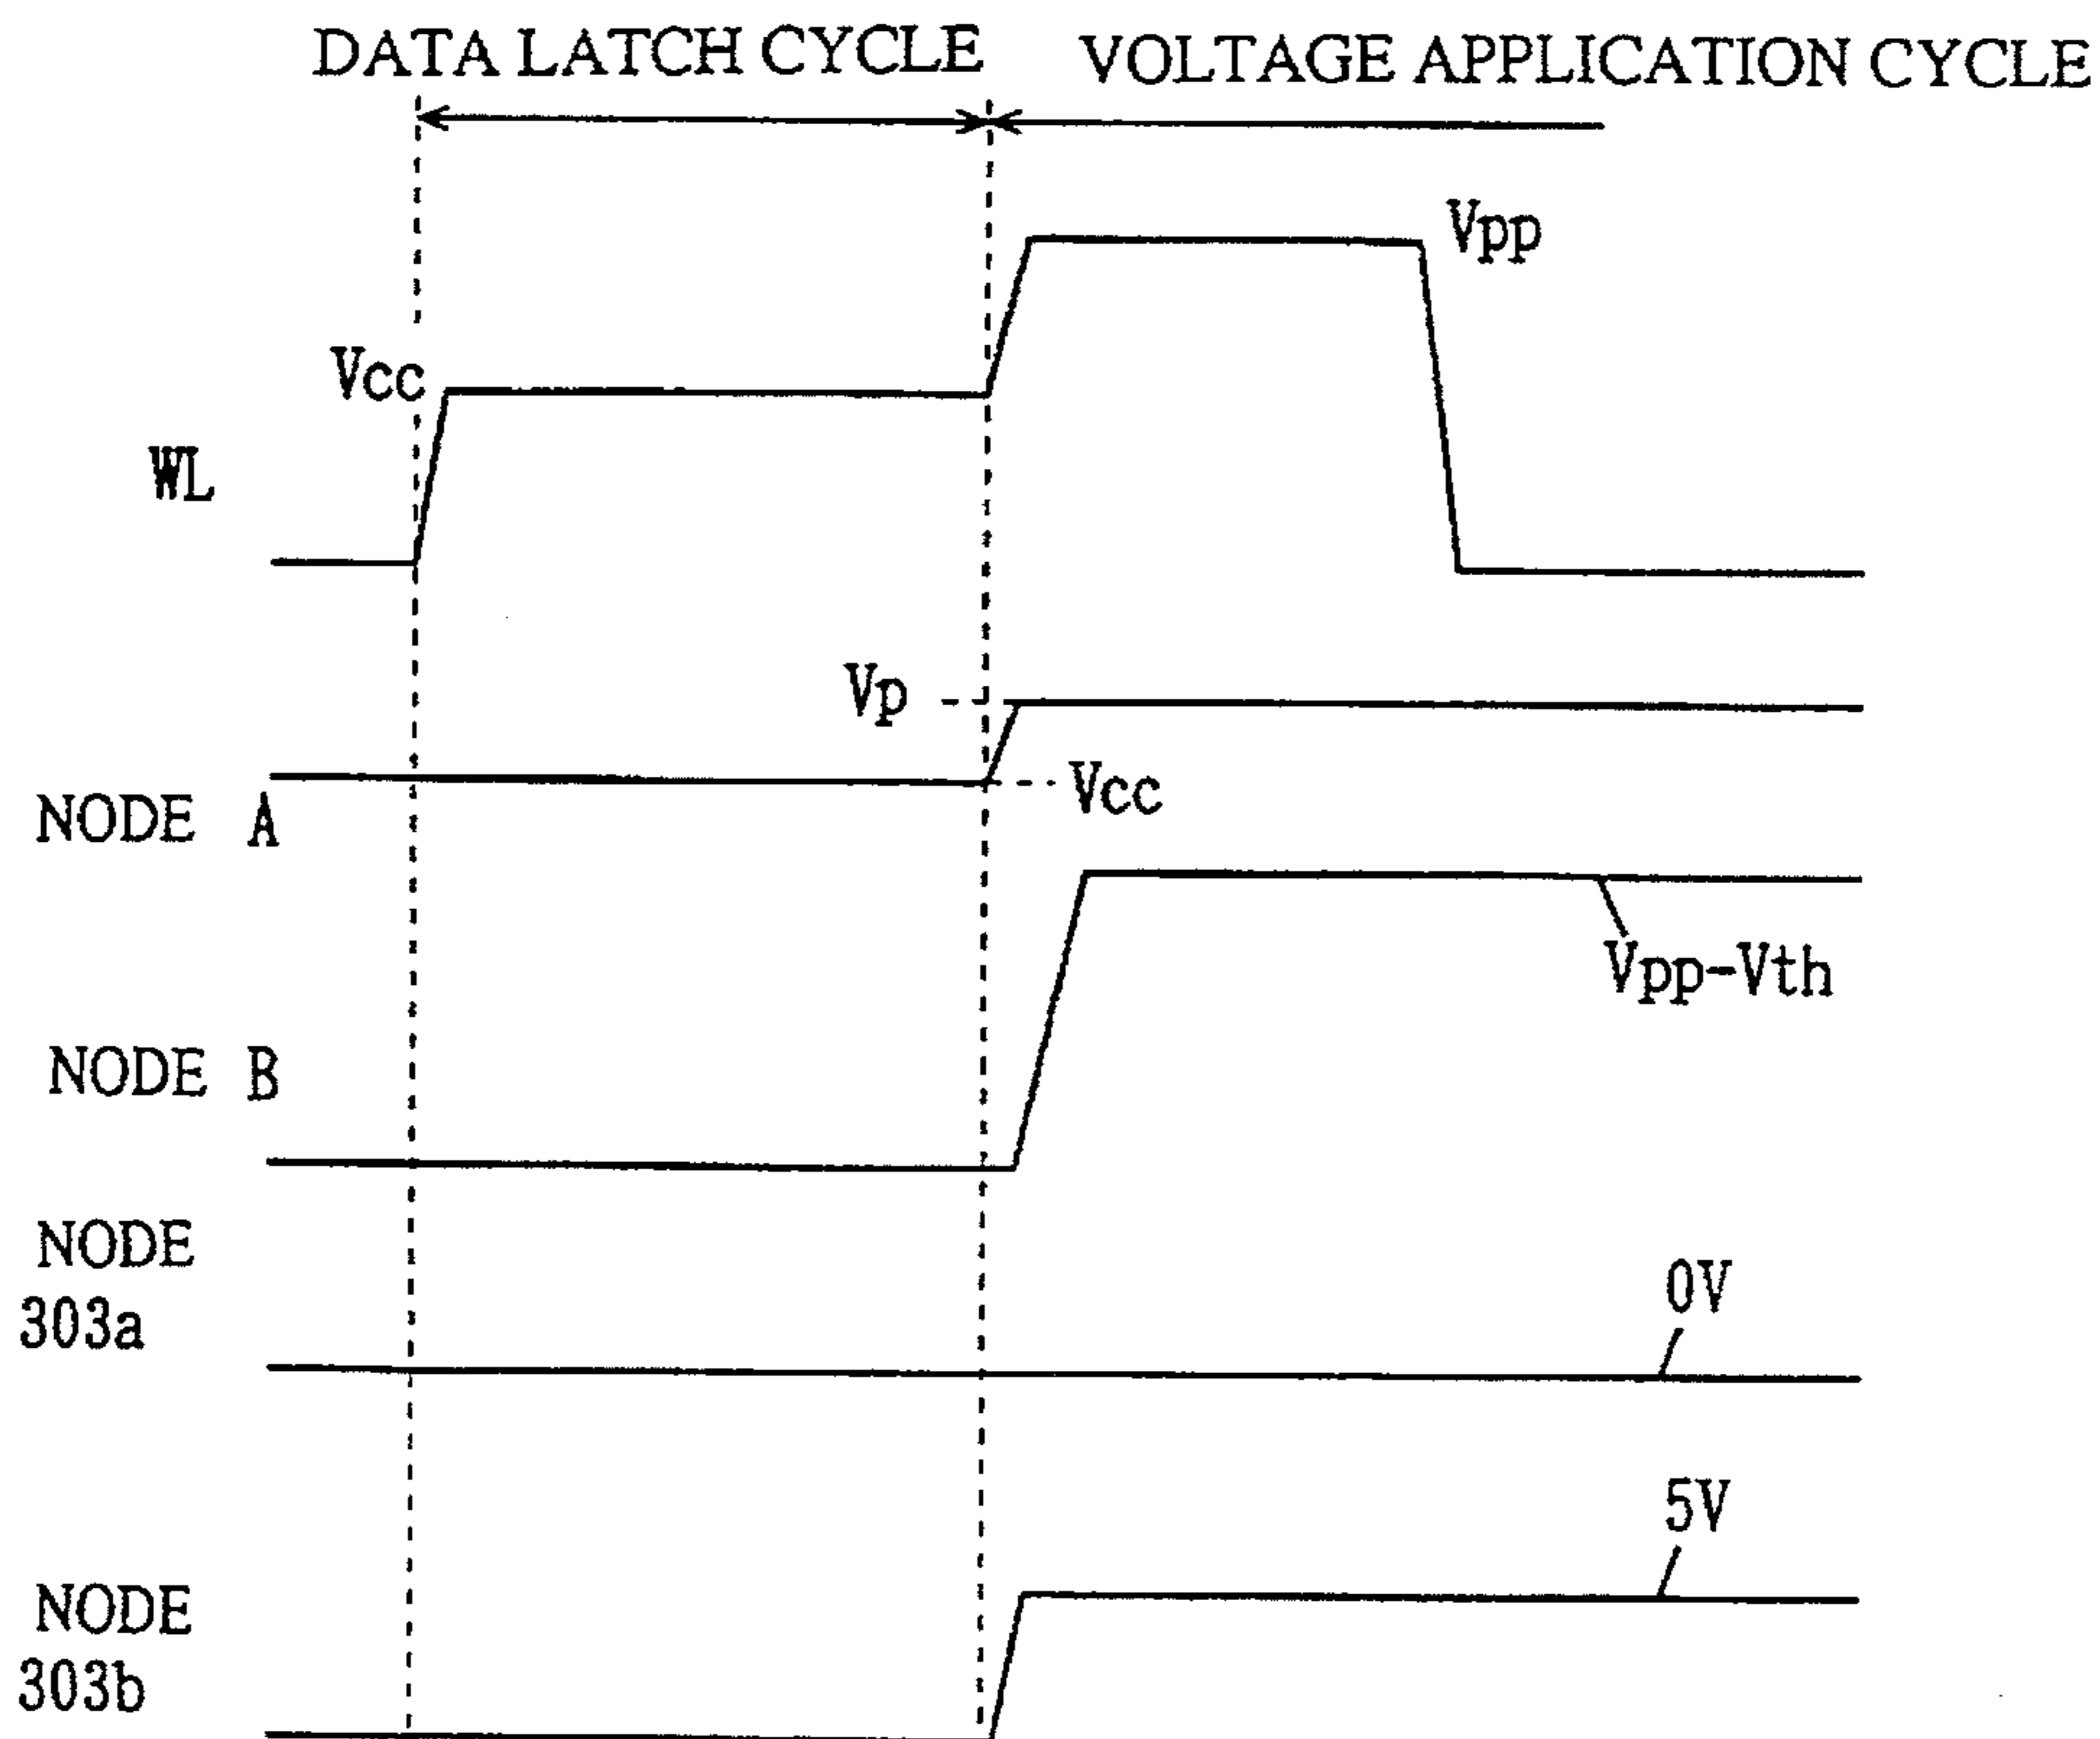 DATA LATCH CYCLE
VOLTAGE APPLICATION CYCLE
Vpp
Vcc
WL
Vp
Vcc
NODE A
Vpp-Vth
NODE B
NODE
303a
0V
5V
NODE
303b